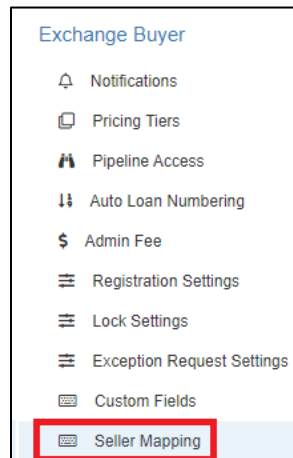 Exchange Buyer
Notifications
Pricing Tiers
Pipeline Access
Auto Loan Numbering
$ Admin Fee
Registration Settings
Lock Settings
Exception Request Settings
Custom Fields
Seller Mapping